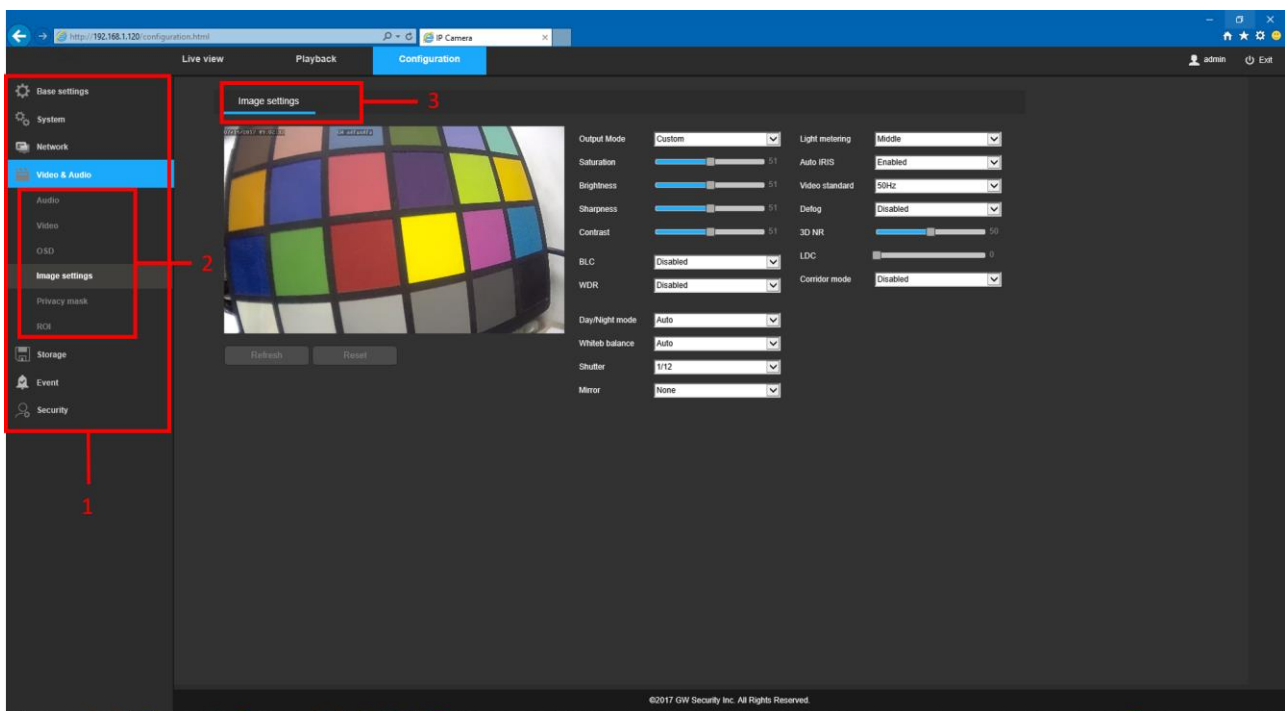 http://192.168.1.120/configuration.html
IP Camera
Live view Playback Configuration admin Exit
Base settings
System
Network
Video & Audio
Audio
Video
OSD
Image settings
Privacy mask
ROI
Storage
Event
Security
1
2
Image settings
3
Refresh Reset
Output Mode Custom Light metering Middle
Saturation 51 Auto IRIS Enabled
Brightness 51 Video standard 50Hz
Sharpness 51 Defog Disabled
Contrast 51 3D NR 50
BLC Disabled LDC 0
WDR Disabled Corridor mode Disabled
Day/Night mode Auto
Whiteb balance Auto
Shutter 1/12
Mirror None
©2017 GW Security Inc. All Rights Reserved.